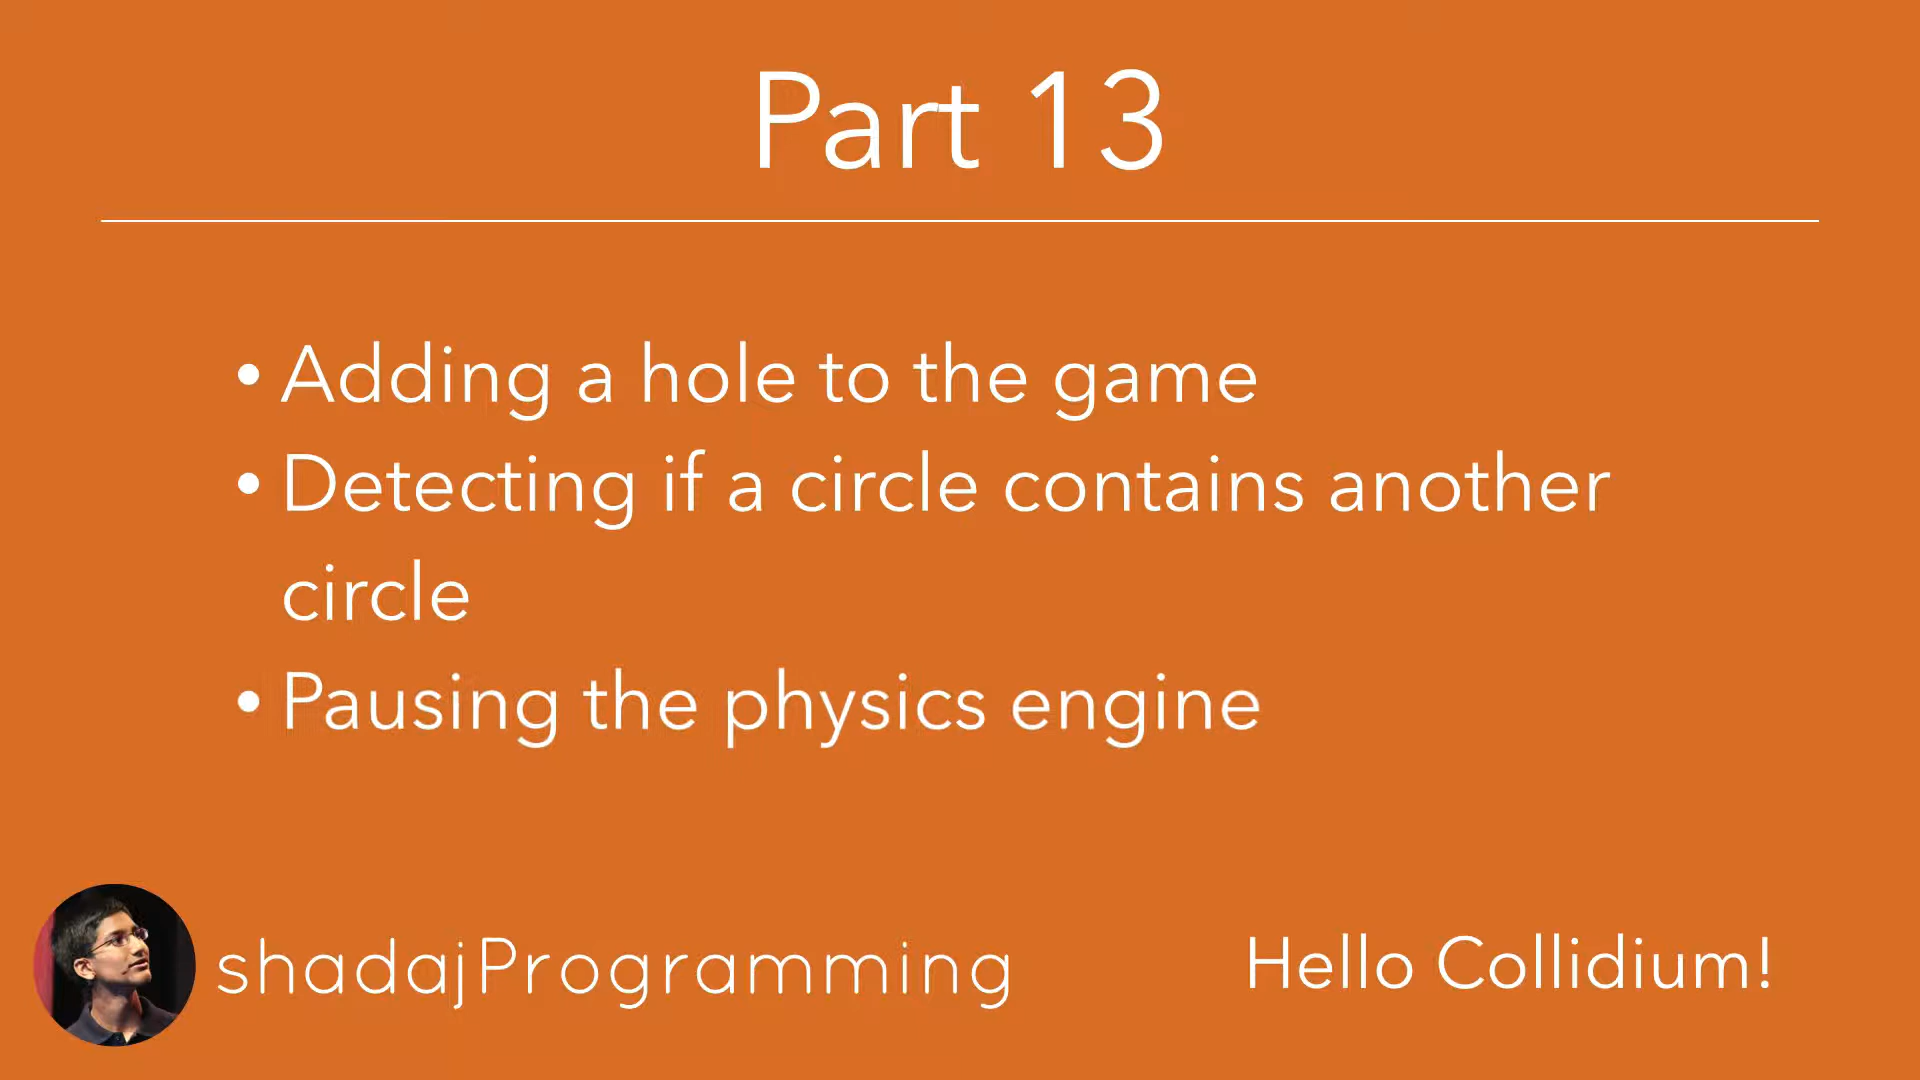 Part 13
• Adding a hole to the game
• Detecting if a circle contains another
circle
• Pausing the physics engine
shadajProgramming
Hello Collidium!